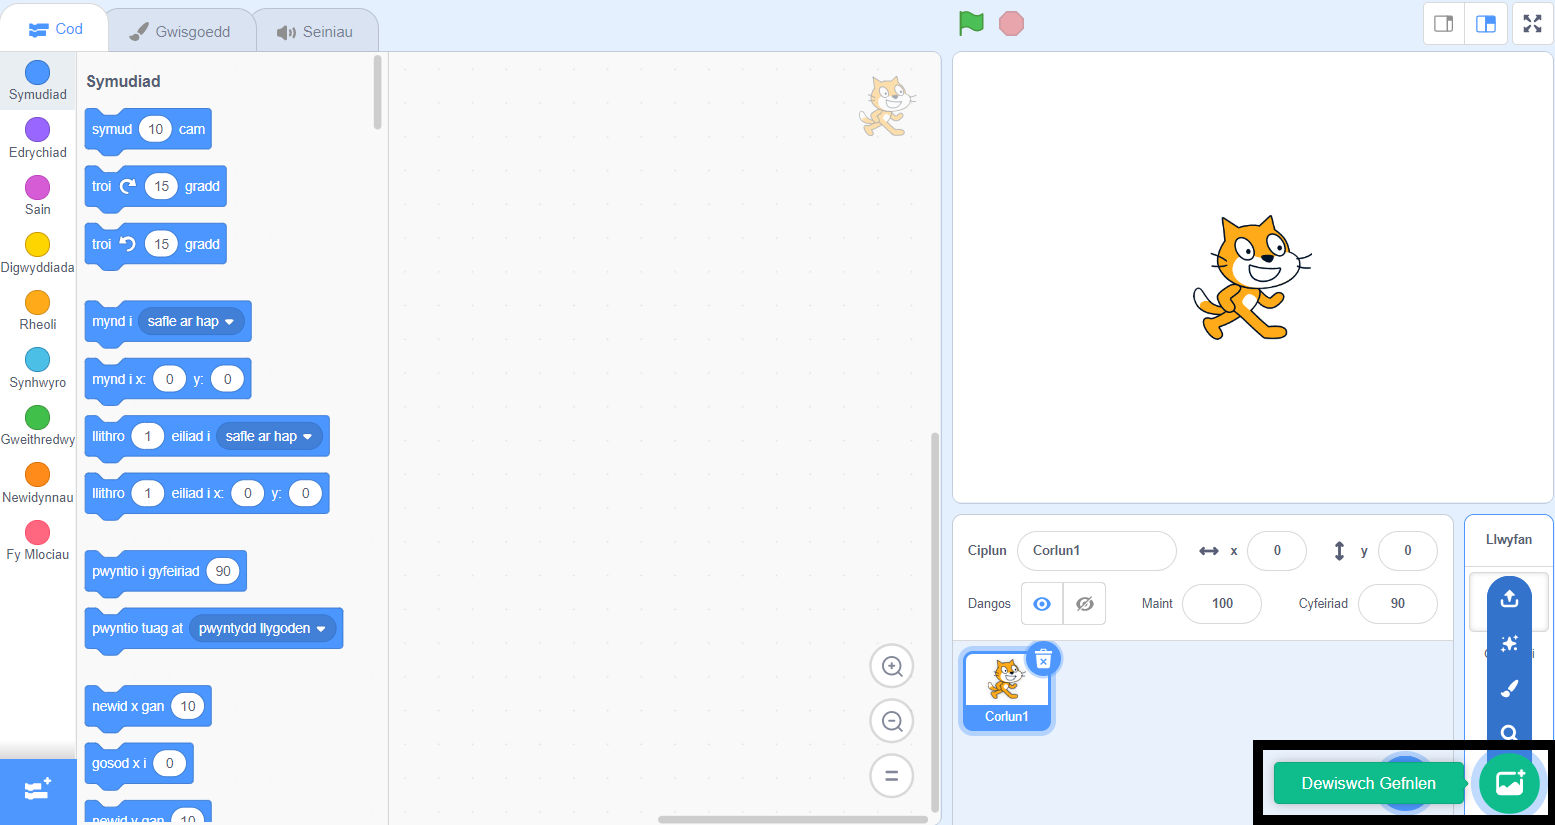 Cod
Gwisgoedd
Seiniau
Symudiad
Edrychiad
Sain
Digwyddiada
Rheoli
Synhwyro
Gweithredwy
Newidynnau
Fy Mlociau
Symudiad
symud 10 cam
troi 15 gradd
troi 15 gradd
mynd i safle ar hap
mynd i x: 0 y: 0
llithro 1 eiliad i safle ar hap
llithro 1 eiliad i x: 0 y: 0
pwyntio i gyfeiriad 90
pwyntio tuag at pwyntydd llygoden
newid x gan 10
gosod x i 0
newid y gan 10
Ciplun Corlun1 x 0 y 0
Dangos Maint 100 Cyfeiriad 90
Corlun1
Llwyfan
Dewiswch Gefnlen